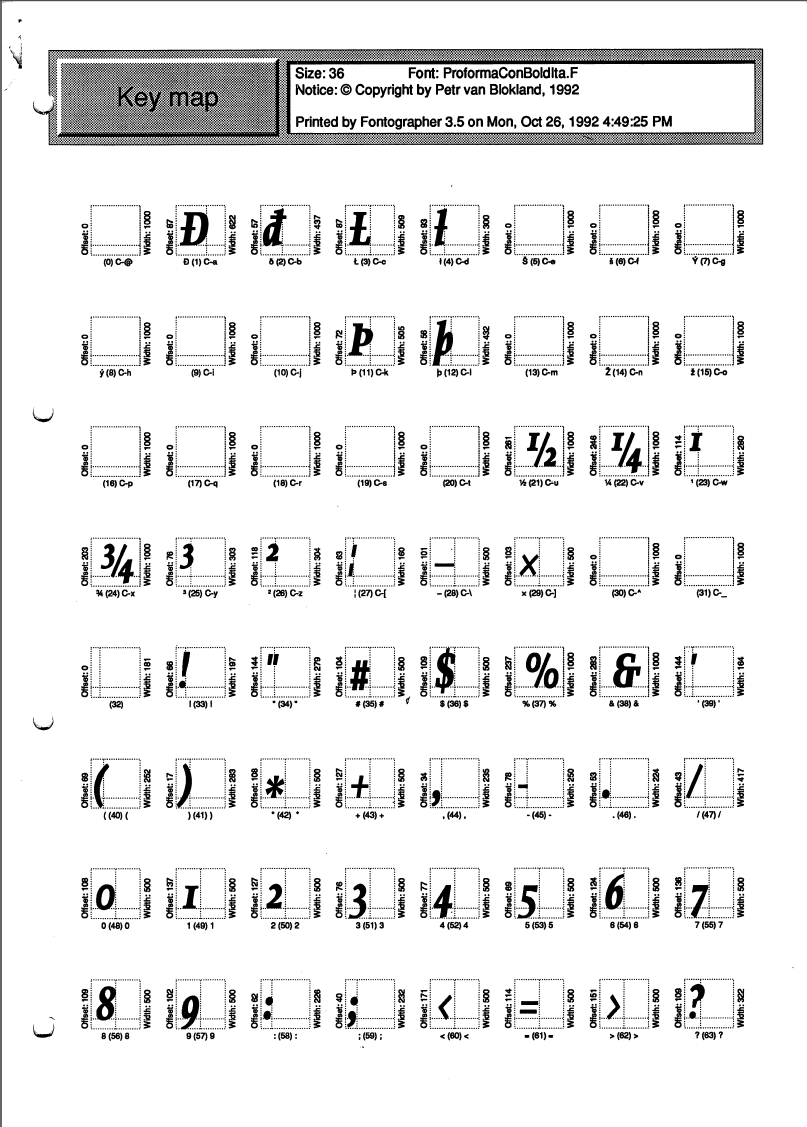 Key map
Size: 36 Font: ProformaConBoldIta.F
Notice: © Copyright by Petr van Blokland, 1992
Printed by Fontographer 3.5 on Mon, Oct 26, 1992 4:49:25 PM
Offset: 0 Width: 1000 Offset: 87 Đ Width: 622 Offset: 57 đ Width: 437 Offset: 87 Ł Width: 509 Offset: 93 ł Width: 300 Offset: 0 Width: 1000 Offset: 0 Width: 1000 Offset: 0 Width: 1000
(0) C-@ Ð (1) C-a ð (2) C-b Ł (3) C-c ł (4) C-d Š (5) C-e š (6) C-f Ý (7) C-g
Offset: 0 Width: 1000 Offset: 0 Width: 1000 Offset: 0 Width: 1000 Offset: 72 Þ Width: 505 Offset: 56 þ Width: 432 Offset: 0 Width: 1000 Offset: 0 Width: 1000 Offset: 0 Width: 1000
ý (8) C-h (9) C-i (10) C-j Þ (11) C-k þ (12) C-l (13) C-m Ž (14) C-n ž (15) C-o
Offset: 0 Width: 1000 Offset: 0 Width: 1000 Offset: 0 Width: 1000 Offset: 0 Width: 1000 Offset: 0 Width: 1000 Offset: 261 ½ Width: 1000 Offset: 246 ¼ Width: 1000 Offset: 114 ¹ Width: 280
(16) C-p (17) C-q (18) C-r (19) C-s (20) C-t ½ (21) C-u ¼ (22) C-v ¹ (23) C-w
Offset: 203 ¾ Width: 1000 Offset: 76 ³ Width: 303 Offset: 118 ² Width: 304 Offset: 63 ¦ Width: 160 Offset: 101 − Width: 500 Offset: 103 × Width: 500 Offset: 0 Width: 1000 Offset: 0 Width: 1000
¾ (24) C-x ³ (25) C-y ² (26) C-z ¦ (27) C-[ − (28) C-\ × (29) C-] (30) C-^ (31) C-_
Offset: 0 Width: 181 Offset: 66 ! Width: 197 Offset: 144 " Width: 279 Offset: 104 # Width: 500 Offset: 109 $ Width: 500 Offset: 237 % Width: 1000 Offset: 283 & Width: 1000 Offset: 144 ' Width: 164
(32) ! (33) ! " (34) " # (35) # $ (36) $ % (37) % & (38) & ' (39) '
Offset: 69 ( Width: 252 Offset: 17 ) Width: 263 Offset: 108 * Width: 500 Offset: 127 + Width: 500 Offset: 34 , Width: 235 Offset: 78 - Width: 250 Offset: 53 . Width: 224 Offset: 43 / Width: 417
( (40) ( ) (41) ) * (42) * + (43) + , (44) , - (45) - . (46) . / (47) /
Offset: 108 0 Width: 500 Offset: 137 1 Width: 500 Offset: 127 2 Width: 500 Offset: 76 3 Width: 500 Offset: 77 4 Width: 500 Offset: 69 5 Width: 500 Offset: 124 6 Width: 500 Offset: 136 7 Width: 500
0 (48) 0 1 (49) 1 2 (50) 2 3 (51) 3 4 (52) 4 5 (53) 5 6 (54) 6 7 (55) 7
Offset: 109 8 Width: 500 Offset: 102 9 Width: 500 Offset: 62 : Width: 226 Offset: 40 ; Width: 232 Offset: 171 < Width: 500 Offset: 114 = Width: 500 Offset: 151 > Width: 500 Offset: 109 ? Width: 322
8 (56) 8 9 (57) 9 : (58) : ; (59) ; < (60) < = (61) = > (62) > ? (63) ?